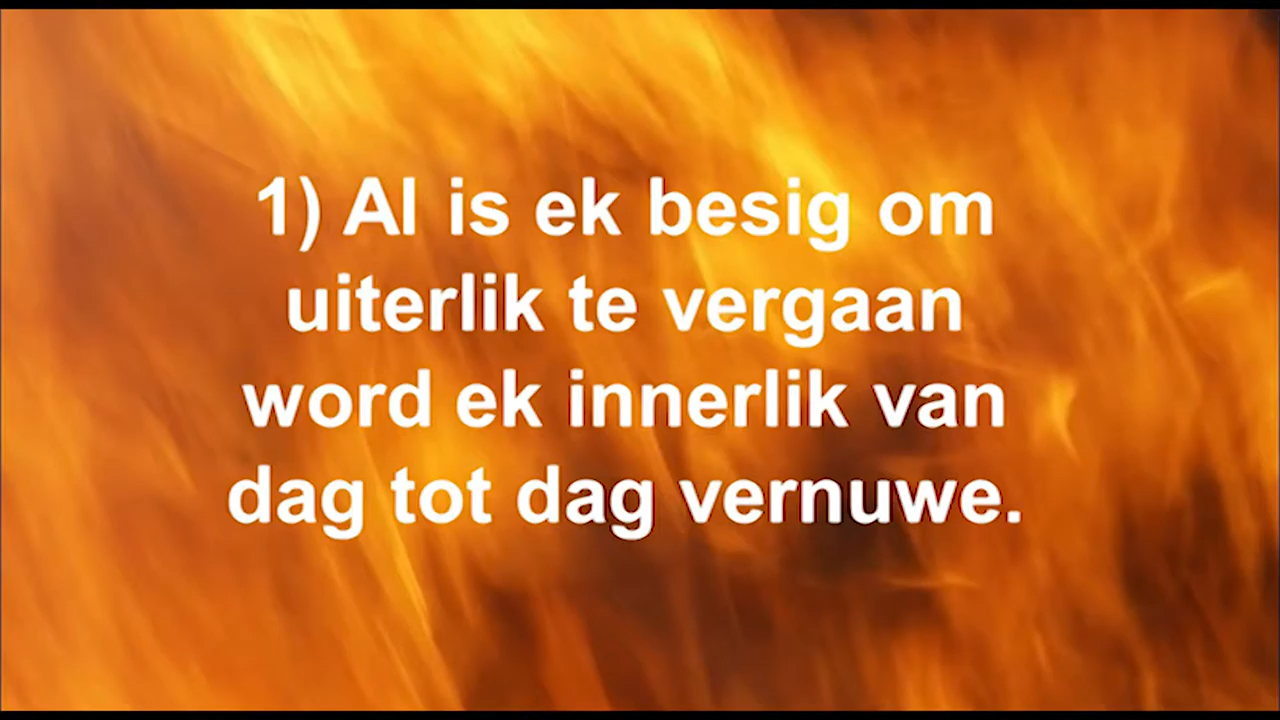 1) Al is ek besig om
uiterlik te vergaan
word ek innerlik van
dag tot dag vernuwe.